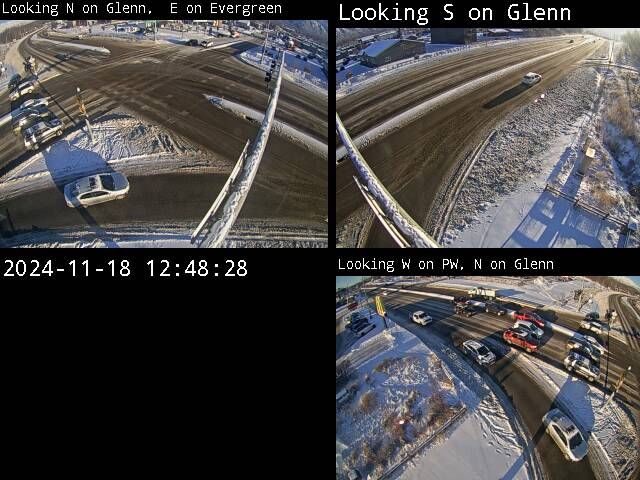 Looking N on Glenn,  E on Evergreen
Looking S on Glenn
2024-11-18 12:48:28
Looking W on PW, N on Glenn